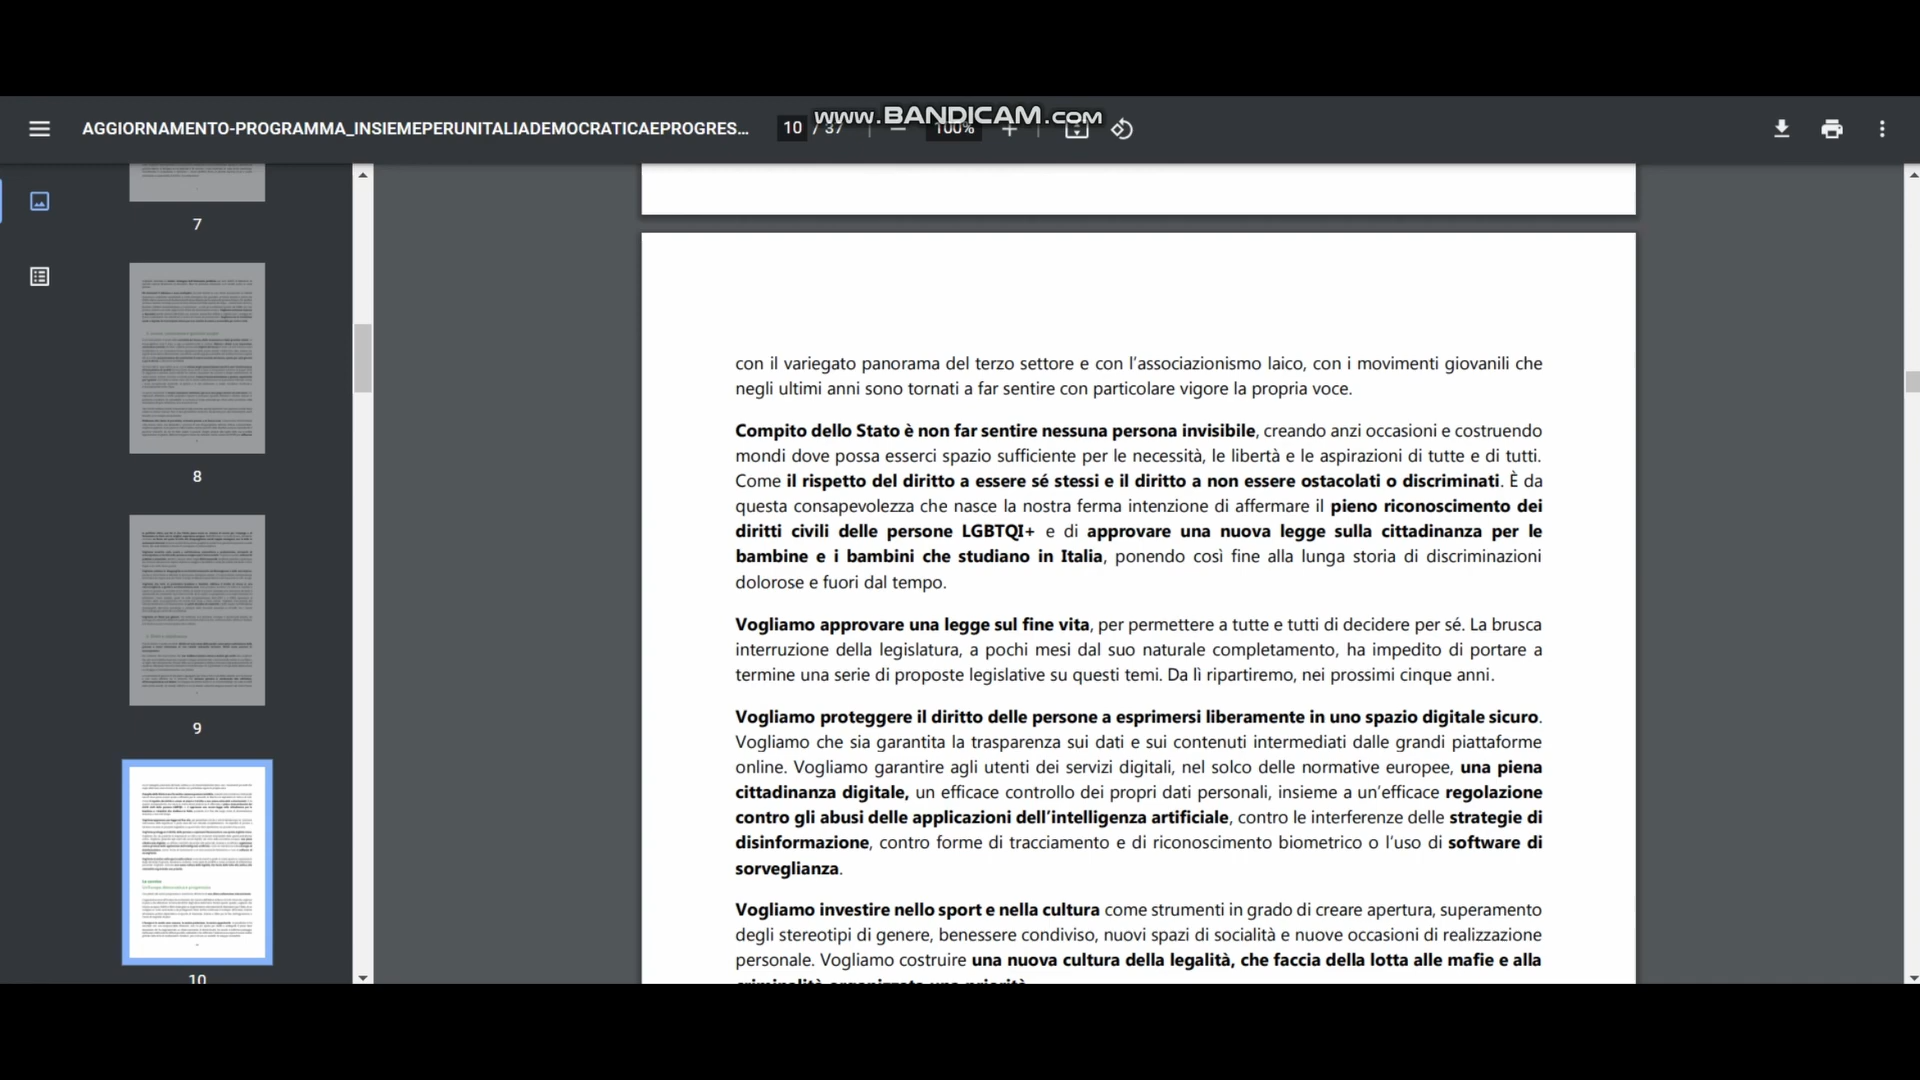 www.BANDICAM.com
AGGIORNAMENTO-PROGRAMMA_INSIEMEPERUNITALIADEMOCRATICAEPROGRES...
10 / 37
100%
7
8
9
10
con il variegato panorama del terzo settore e con l'associazionismo laico, con i movimenti giovanili che
negli ultimi anni sono tornati a far sentire con particolare vigore la propria voce.
Compito dello Stato è non far sentire nessuna persona invisibile, creando anzi occasioni e costruendo
mondi dove possa esserci spazio sufficiente per le necessità, le libertà e le aspirazioni di tutte e di tutti.
Come il rispetto del diritto a essere sé stessi e il diritto a non essere ostacolati o discriminati. È da
questa consapevolezza che nasce la nostra ferma intenzione di affermare il pieno riconoscimento dei
diritti civili delle persone LGBTQI+ e di approvare una nuova legge sulla cittadinanza per le
bambine e i bambini che studiano in Italia, ponendo così fine alla lunga storia di discriminazioni
dolorose e fuori dal tempo.
Vogliamo approvare una legge sul fine vita, per permettere a tutte e tutti di decidere per sé. La brusca
interruzione della legislatura, a pochi mesi dal suo naturale completamento, ha impedito di portare a
termine una serie di proposte legislative su questi temi. Da lì ripartiremo, nei prossimi cinque anni.
Vogliamo proteggere il diritto delle persone a esprimersi liberamente in uno spazio digitale sicuro.
Vogliamo che sia garantita la trasparenza sui dati e sui contenuti intermediati dalle grandi piattaforme
online. Vogliamo garantire agli utenti dei servizi digitali, nel solco delle normative europee, una piena
cittadinanza digitale, un efficace controllo dei propri dati personali, insieme a un'efficace regolazione
contro gli abusi delle applicazioni dell'intelligenza artificiale, contro le interferenze delle strategie di
disinformazione, contro forme di tracciamento e di riconoscimento biometrico o l'uso di software di
sorveglianza.
Vogliamo investire nello sport e nella cultura come strumenti in grado di creare apertura, superamento
degli stereotipi di genere, benessere condiviso, nuovi spazi di socialità e nuove occasioni di realizzazione
personale. Vogliamo costruire una nuova cultura della legalità, che faccia della lotta alle mafie e alla
criminalità organizzata una priorità.